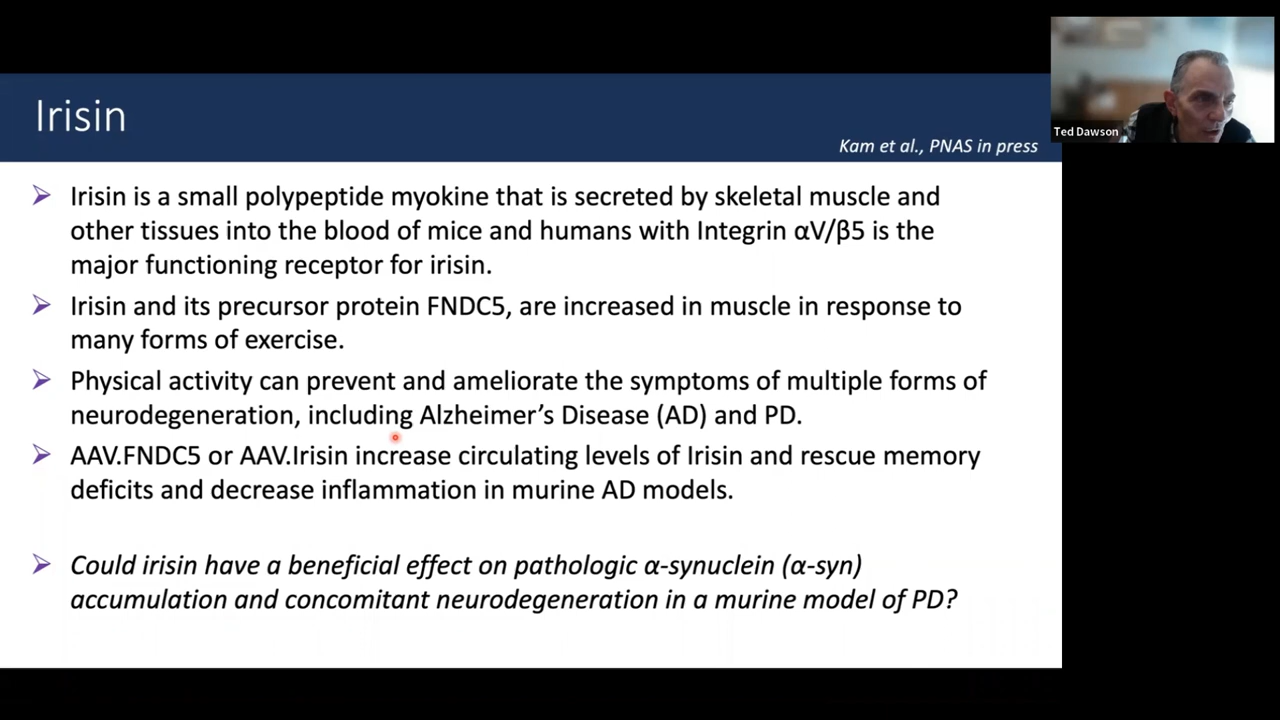 Irisin
Kam et al., PNAS in press
Ted Dawson
➢ Irisin is a small polypeptide myokine that is secreted by skeletal muscle and
other tissues into the blood of mice and humans with Integrin αV/β5 is the
major functioning receptor for irisin.
➢ Irisin and its precursor protein FNDC5, are increased in muscle in response to
many forms of exercise.
➢ Physical activity can prevent and ameliorate the symptoms of multiple forms of
neurodegeneration, including Alzheimer’s Disease (AD) and PD.
➢ AAV.FNDC5 or AAV.Irisin increase circulating levels of Irisin and rescue memory
deficits and decrease inflammation in murine AD models.
➢ Could irisin have a beneficial effect on pathologic α-synuclein (α-syn)
accumulation and concomitant neurodegeneration in a murine model of PD?